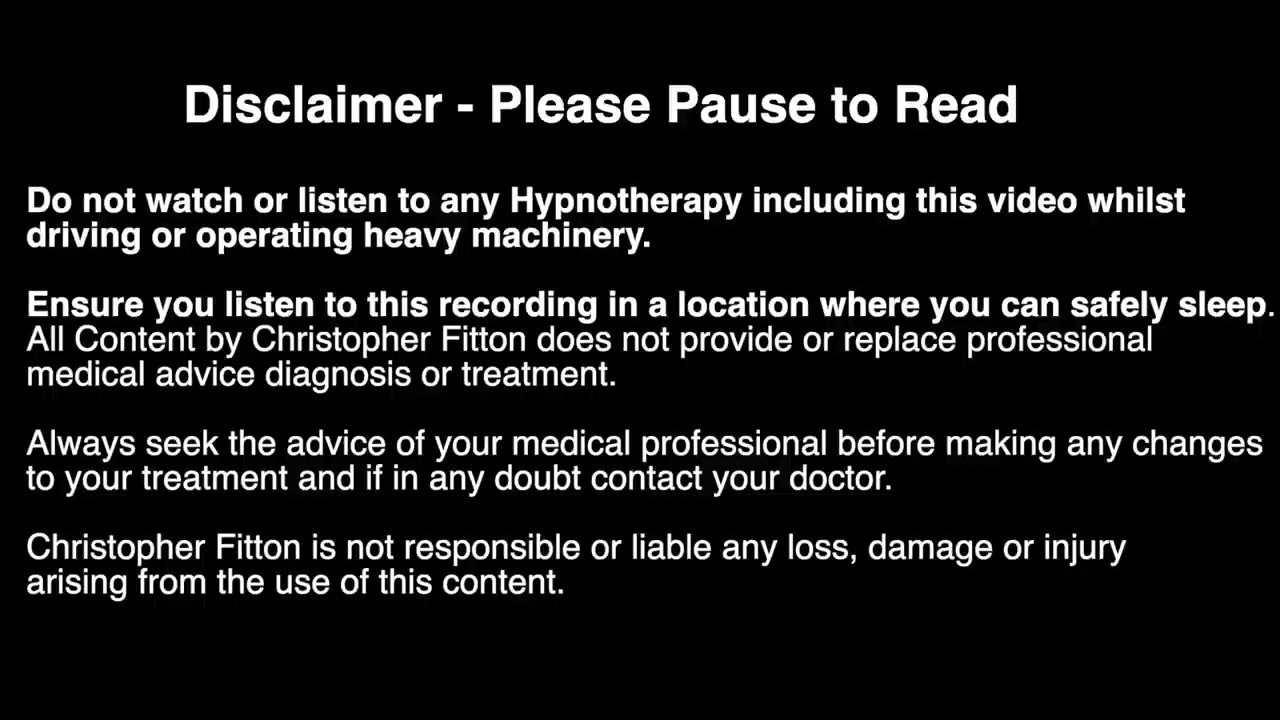 Disclaimer - Please Pause to Read
Do not watch or listen to any Hypnotherapy including this video whilst
driving or operating heavy machinery.
Ensure you listen to this recording in a location where you can safely sleep.
All Content by Christopher Fitton does not provide or replace professional
medical advice diagnosis or treatment.
Always seek the advice of your medical professional before making any changes
to your treatment and if in any doubt contact your doctor.
Christopher Fitton is not responsible or liable any loss, damage or injury
arising from the use of this content.